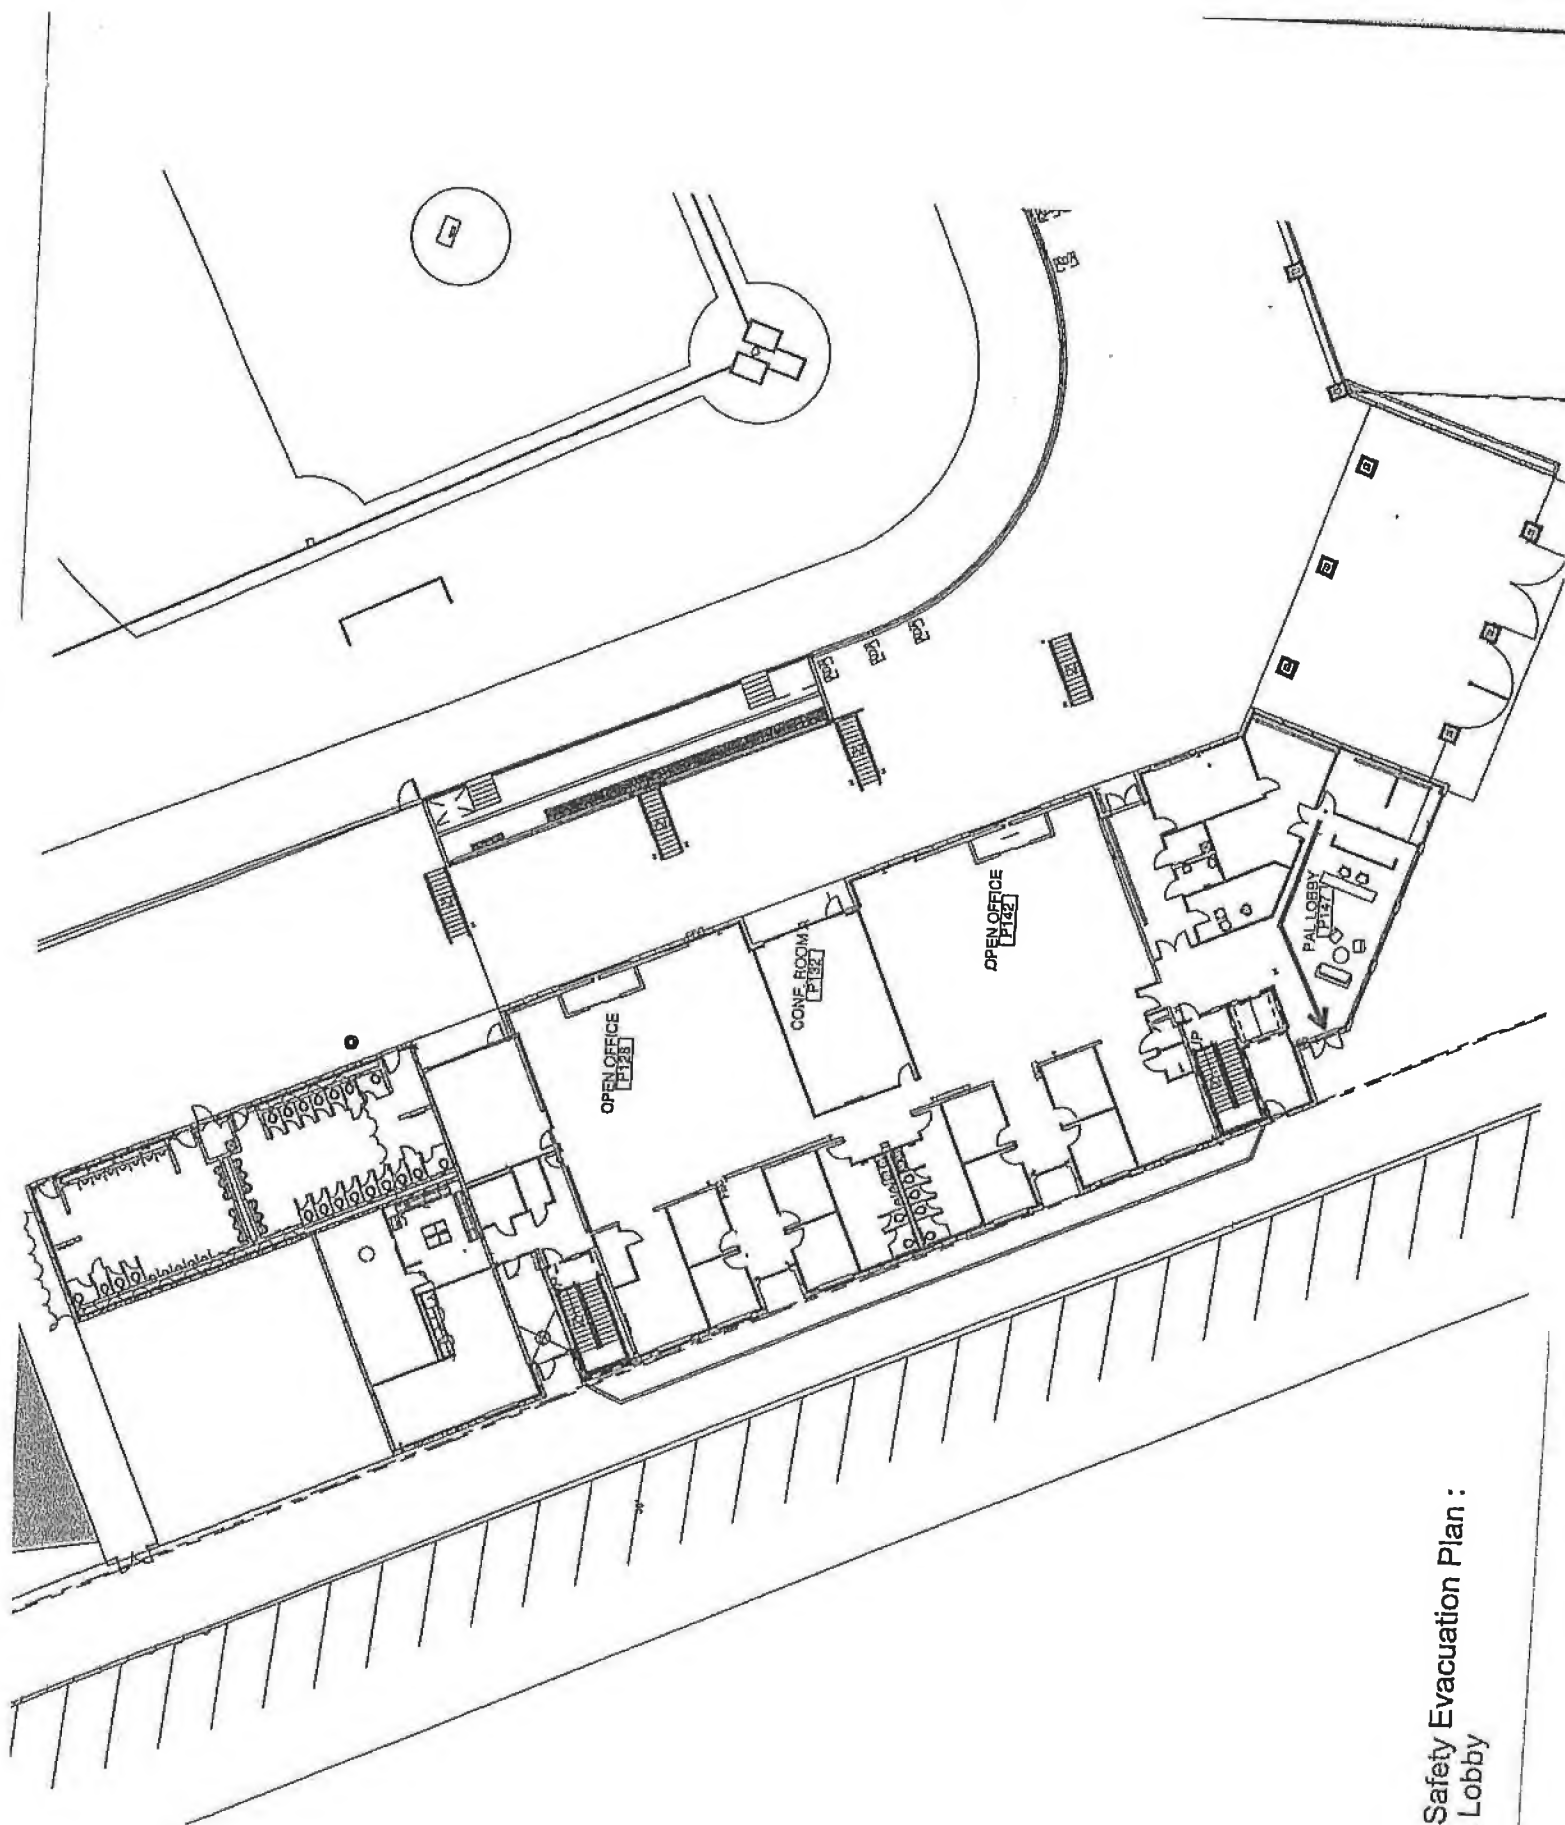 OPEN OFFICE
P128
CONF. ROOM
P132
OPEN OFFICE
P142
PAL LOBBY
P147
UP
Safety Evacuation Plan :
Lobby